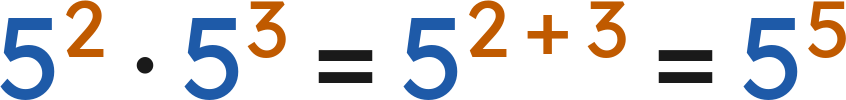 5² · 5³ = 5²⁺³ = 5⁵